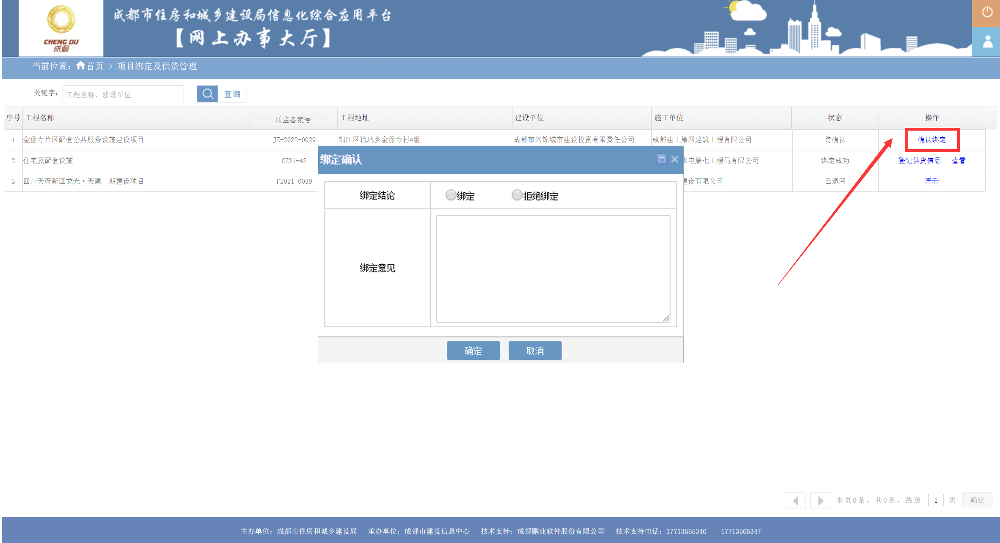 成都市住房和城乡建设局信息化综合应用平台
【网上办事大厅】
CHENG DU
成都
当前位置：首页 > 项目绑定及供货管理
关键字： 工程名称、建设单位 查询
序号 工程名称 质监备案号 工程地址 建设单位 施工单位 状态 操作
1 金像寺片区配套公共服务设施建设项目 JZ-2022-0029 锦江区琉璃乡金像寺村4组 成都市兴锦城市建设投资有限责任公司 成都建工第四建筑工程有限公司 待确认 确认绑定
2 住宅及配套设施 CZ21-42 水电第七工程局有限公司 绑定成功 登记供货信息 查看
3 四川天府新区龙光·天瀛二期建设项目 F2021-0089 建设有限公司 已退回 查看
绑定确认
绑定结论 绑定 拒绝绑定
绑定意见
确定 取消
本页0条，共0条，跳至 1 页 确定
主办单位：成都市住房和城乡建设局 承办单位：成都市建设信息中心 技术支持：成都鹏业软件股份有限公司 技术支持电话：17713565346 17713565347